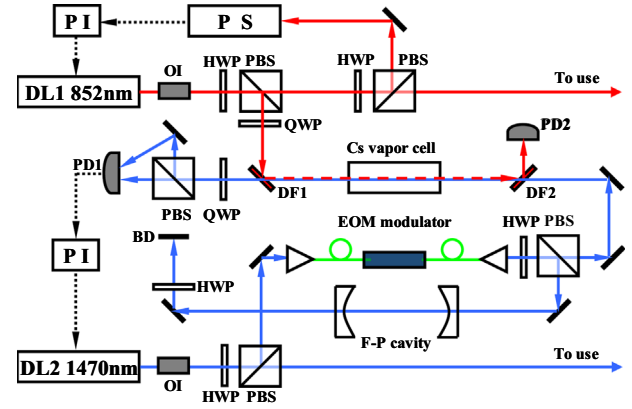 P I
P S
OI
HWP
PBS
HWP
PBS
DL1 852nm
To use
QWP
PD2
PD1
Cs vapor cell
PBS
QWP
DF1
DF2
BD
EOM modulator
HWP
PBS
P I
HWP
F-P cavity
DL2 1470nm
OI
HWP
PBS
To use